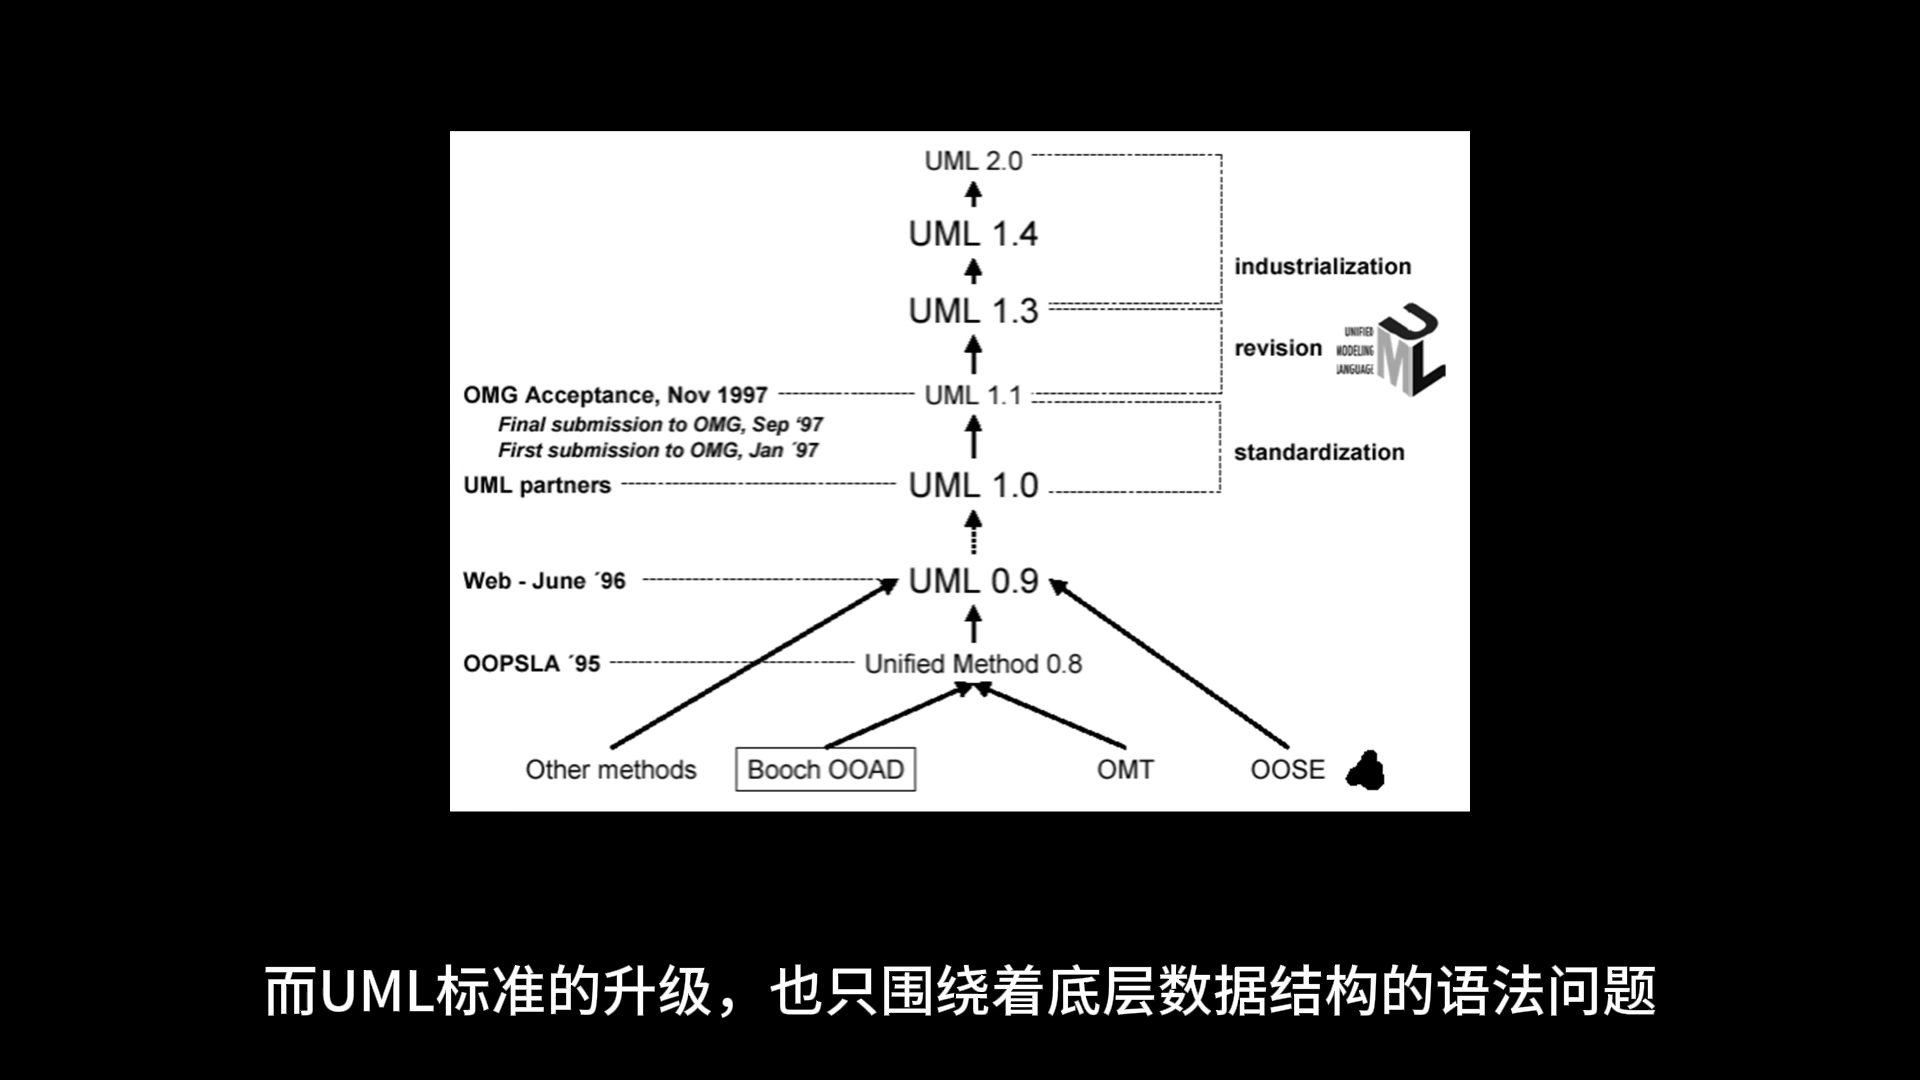 UML 2.0
UML 1.4
industrialization
UML 1.3
revision
UNIFIED
MODELING
LANGUAGE
UML
OMG Acceptance, Nov 1997
UML 1.1
Final submission to OMG, Sep ‘97
First submission to OMG, Jan ´97
standardization
UML partners
UML 1.0
Web - June ´96
UML 0.9
OOPSLA ´95
Unified Method 0.8
Other methods
Booch OOAD
OMT
OOSE
而UML标准的升级，也只围绕着底层数据结构的语法问题